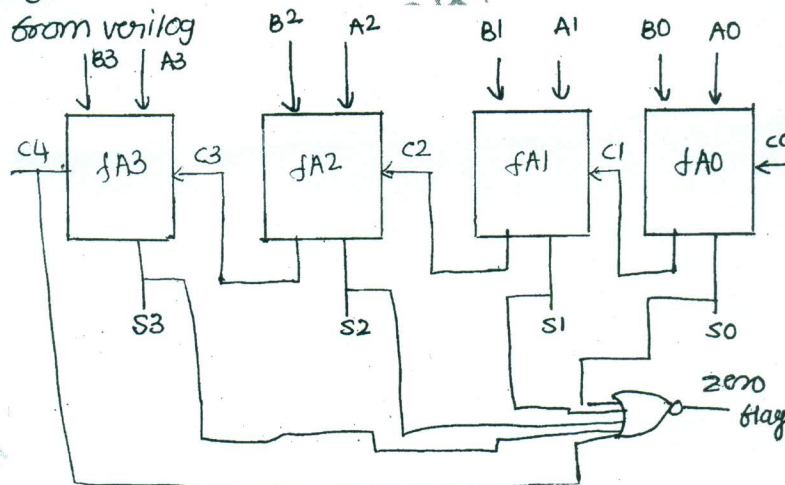 from verilog
B3 A3 B2 A2 B1 A1 B0 A0
C4 fA3 C3 fA2 C2 fA1 C1 fA0
S3 S2 S1 S0
zero
flag